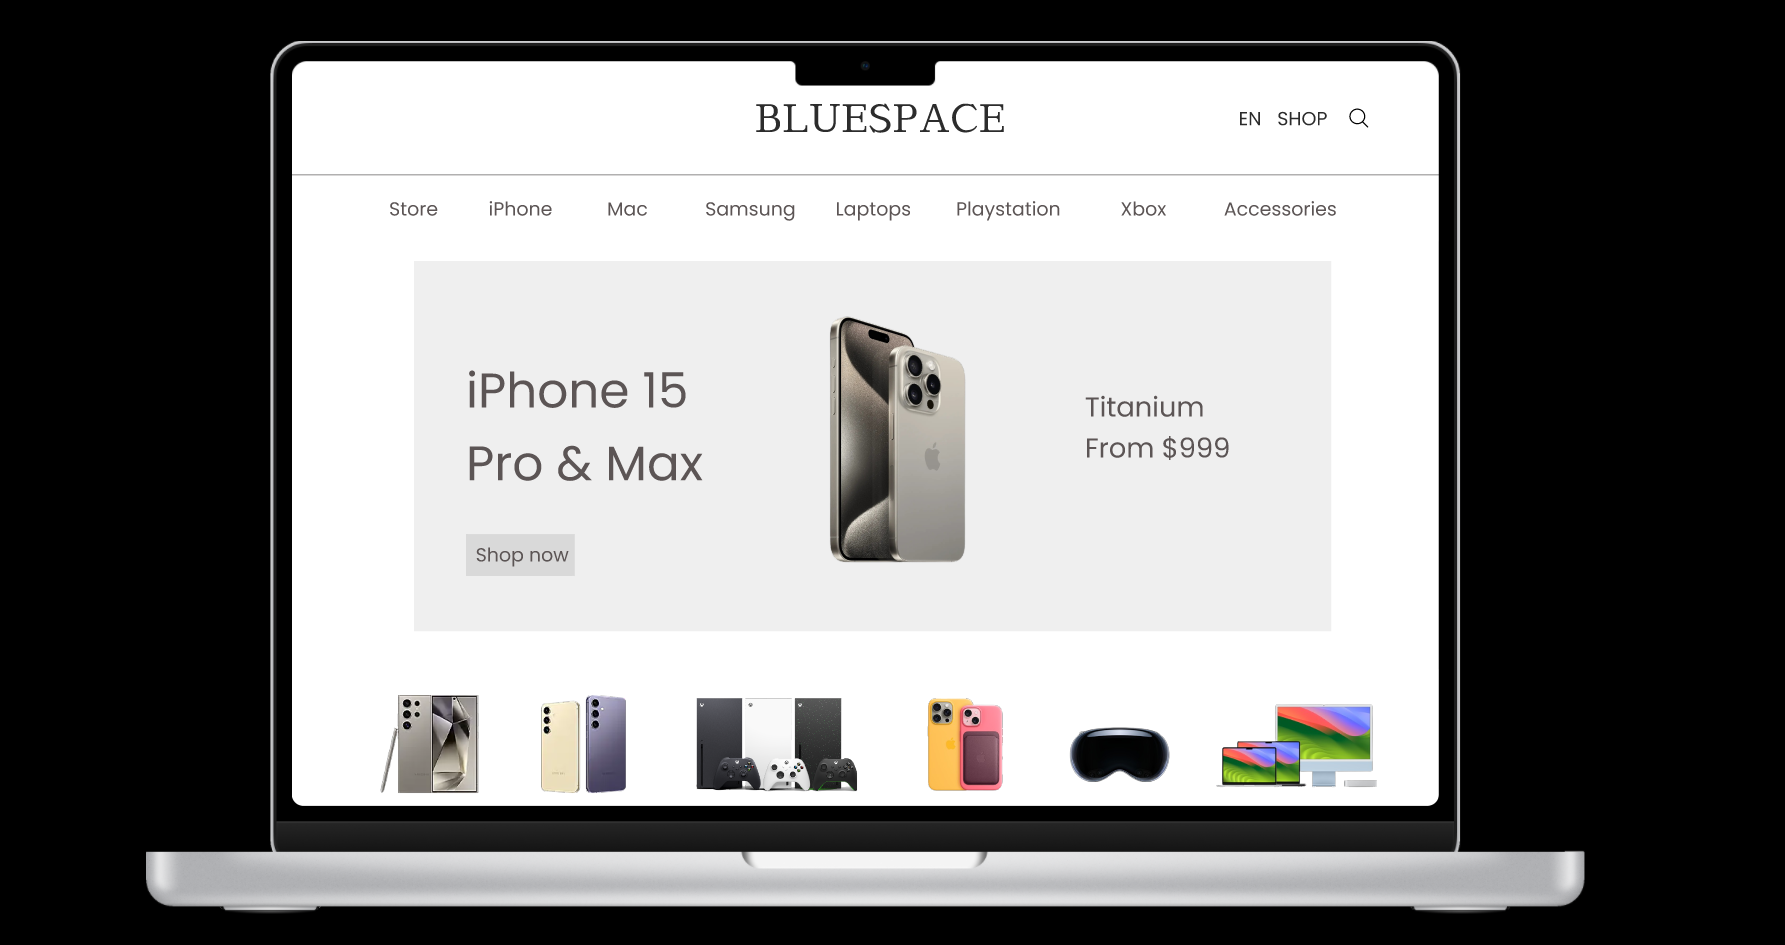 BLUESPACE
EN SHOP
Store iPhone Mac Samsung Laptops Playstation Xbox Accessories
iPhone 15
Pro & Max
Titanium
From $999
Shop now